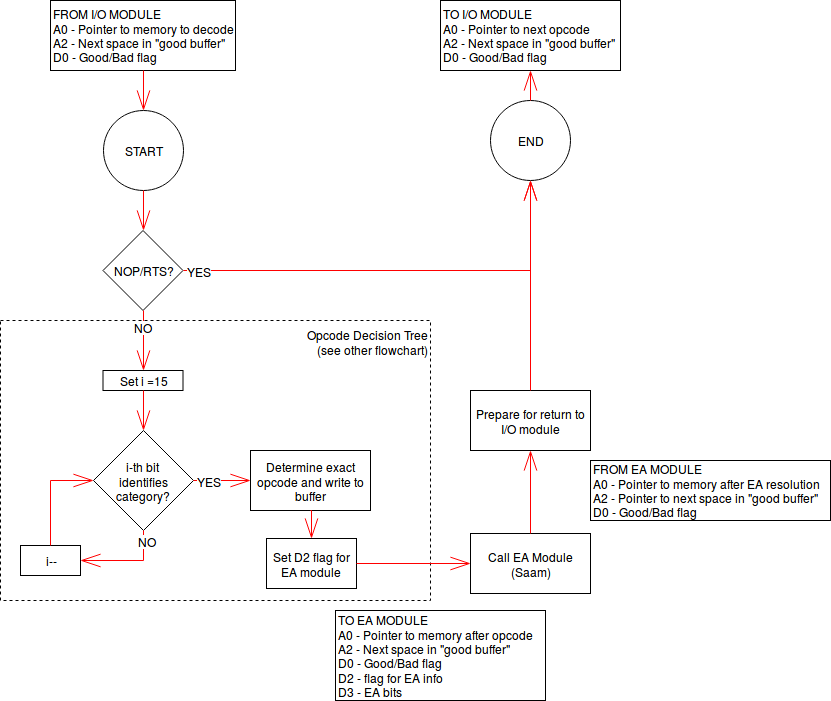 FROM I/O MODULE
A0 - Pointer to memory to decode
A2 - Next space in "good buffer"
D0 - Good/Bad flag
TO I/O MODULE
A0 - Pointer to next opcode
A2 - Next space in "good buffer"
D0 - Good/Bad flag
START
END
NOP/RTS?
YES
NO
Opcode Decision Tree
(see other flowchart)
Set i =15
i-th bit
identifies
category?
YES
NO
i--
Determine exact
opcode and write to
buffer
Set D2 flag for
EA module
Prepare for return to
I/O module
FROM EA MODULE
A0 - Pointer to memory after EA resolution
A2 - Pointer to next space in "good buffer"
D0 - Good/Bad flag
Call EA Module
(Saam)
TO EA MODULE
A0 - Pointer to memory after opcode
A2 - Next space in "good buffer"
D0 - Good/Bad flag
D2 - flag for EA info
D3 - EA bits